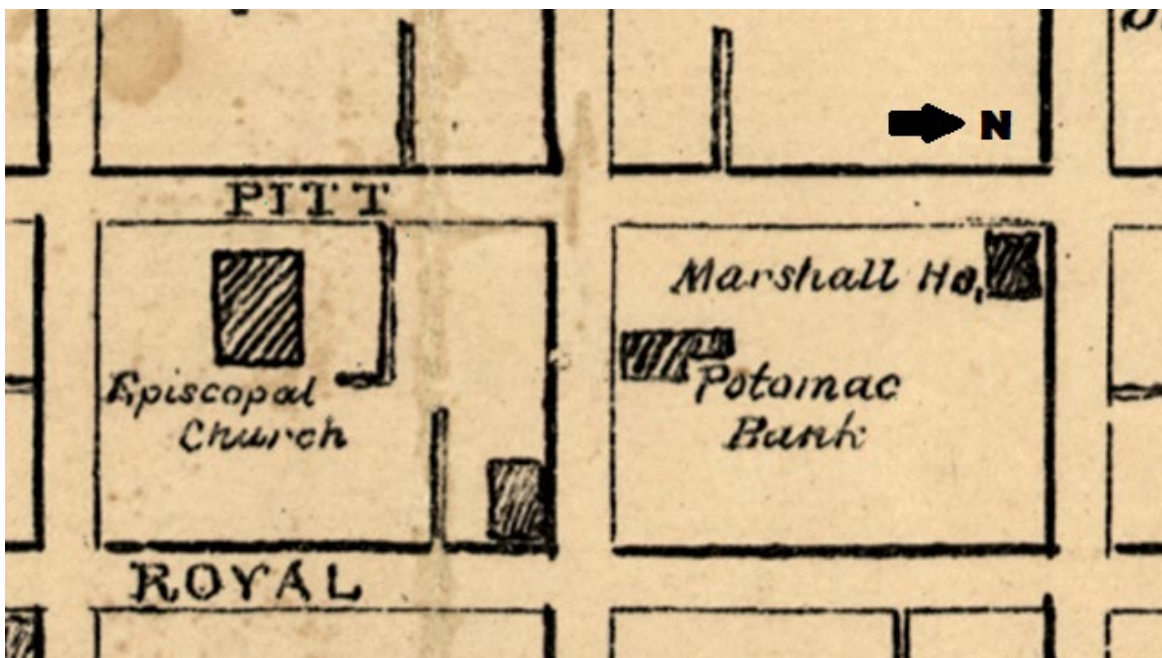 N
PITT
Marshall Ho.
Episcopal
Church
Potomac
Bank
ROYAL